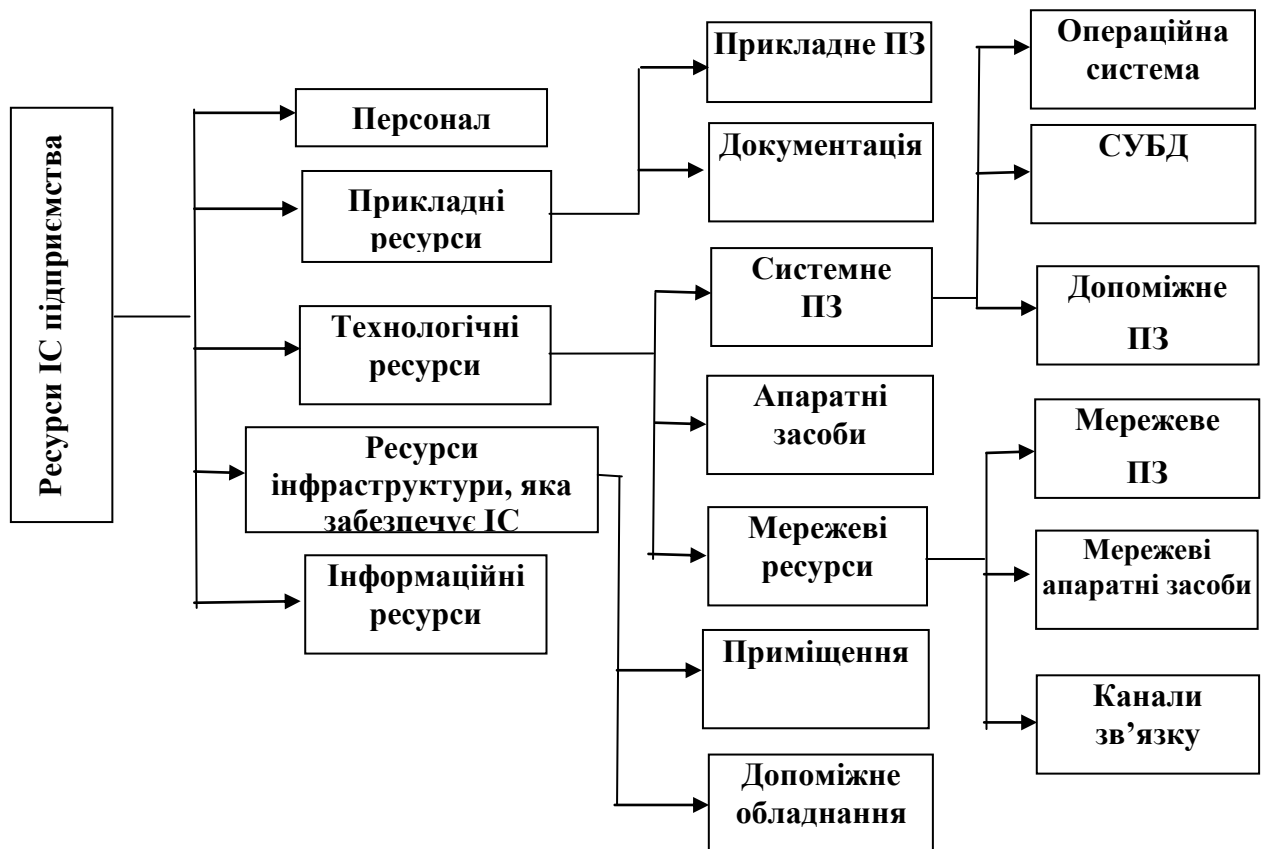 Ресурси ІС підприємства
Персонал
Прикладні
ресурси
Технологічні
ресурси
Ресурси
інфраструктури, яка
забезпечує ІС
Інформаційні
ресурси
Прикладне ПЗ
Документація
Системне
ПЗ
Апаратні
засоби
Мережеві
ресурси
Приміщення
Допоміжне
обладнання
Операційна
система
СУБД
Допоміжне
ПЗ
Мережеве
ПЗ
Мережеві
апаратні засоби
Канали
зв’язку